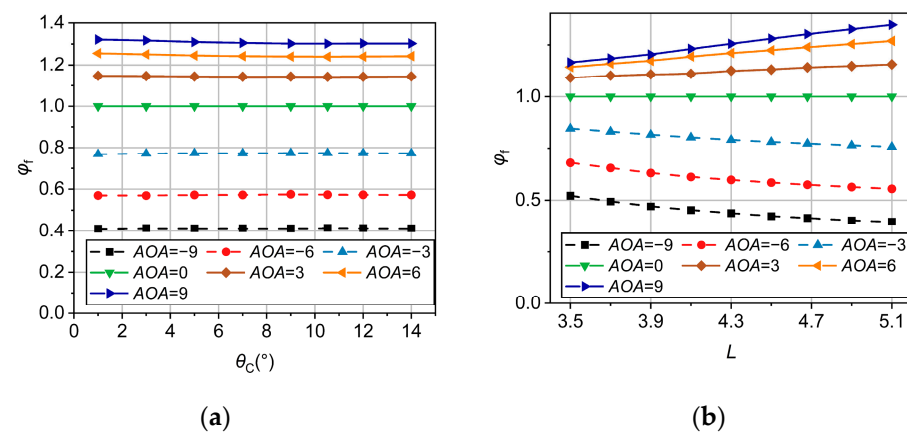 (a)
1.4
1.2
1.0
0.8
0.6
0.4
0.2
0.0
φf
AOA=−9 AOA=−6 AOA=−3
AOA=0 AOA=3 AOA=6
AOA=9
0 2 4 6 8 10 12 14
θC(°)
(a)
(b)
1.0
0.5
0.0
φf
AOA=−9 AOA=−6 AOA=−3
AOA=0 AOA=3 AOA=6
AOA=9
3.5 3.9 4.3 4.7 5.1
L
(b)